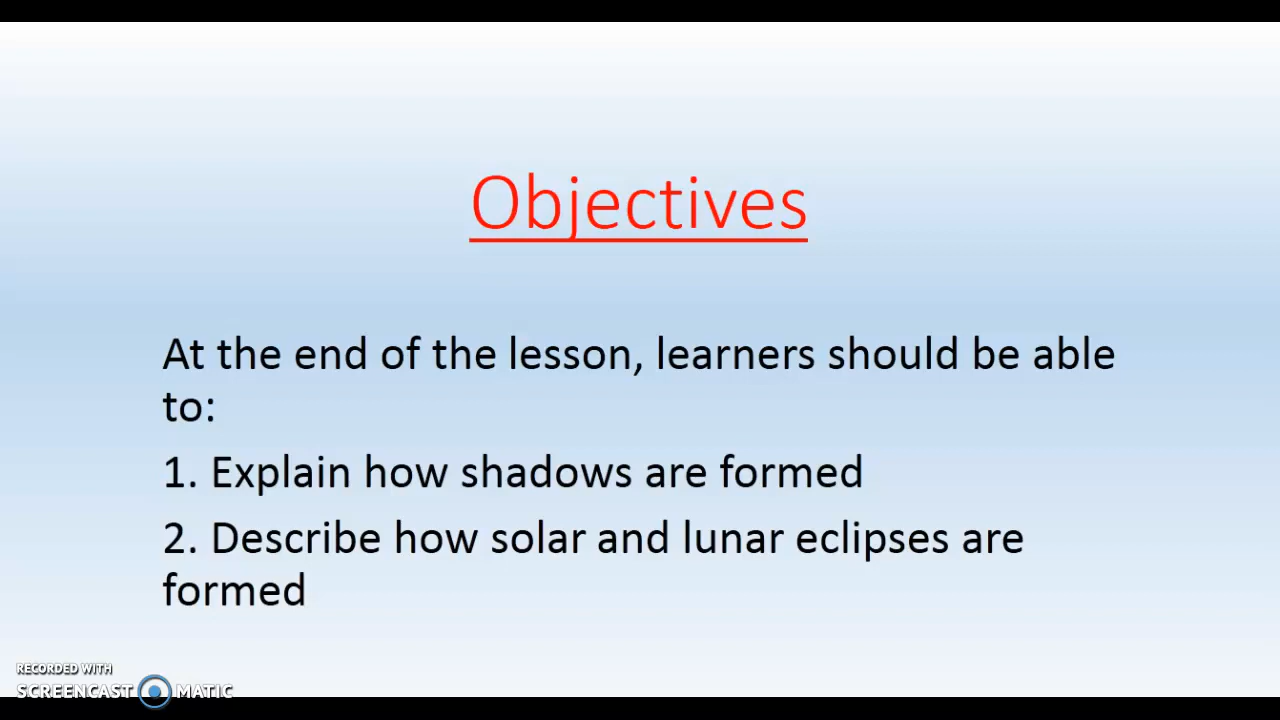 Objectives
At the end of the lesson, learners should be able
to:
1. Explain how shadows are formed
2. Describe how solar and lunar eclipses are
formed
RECORDED WITH
SCREENCAST MATIC